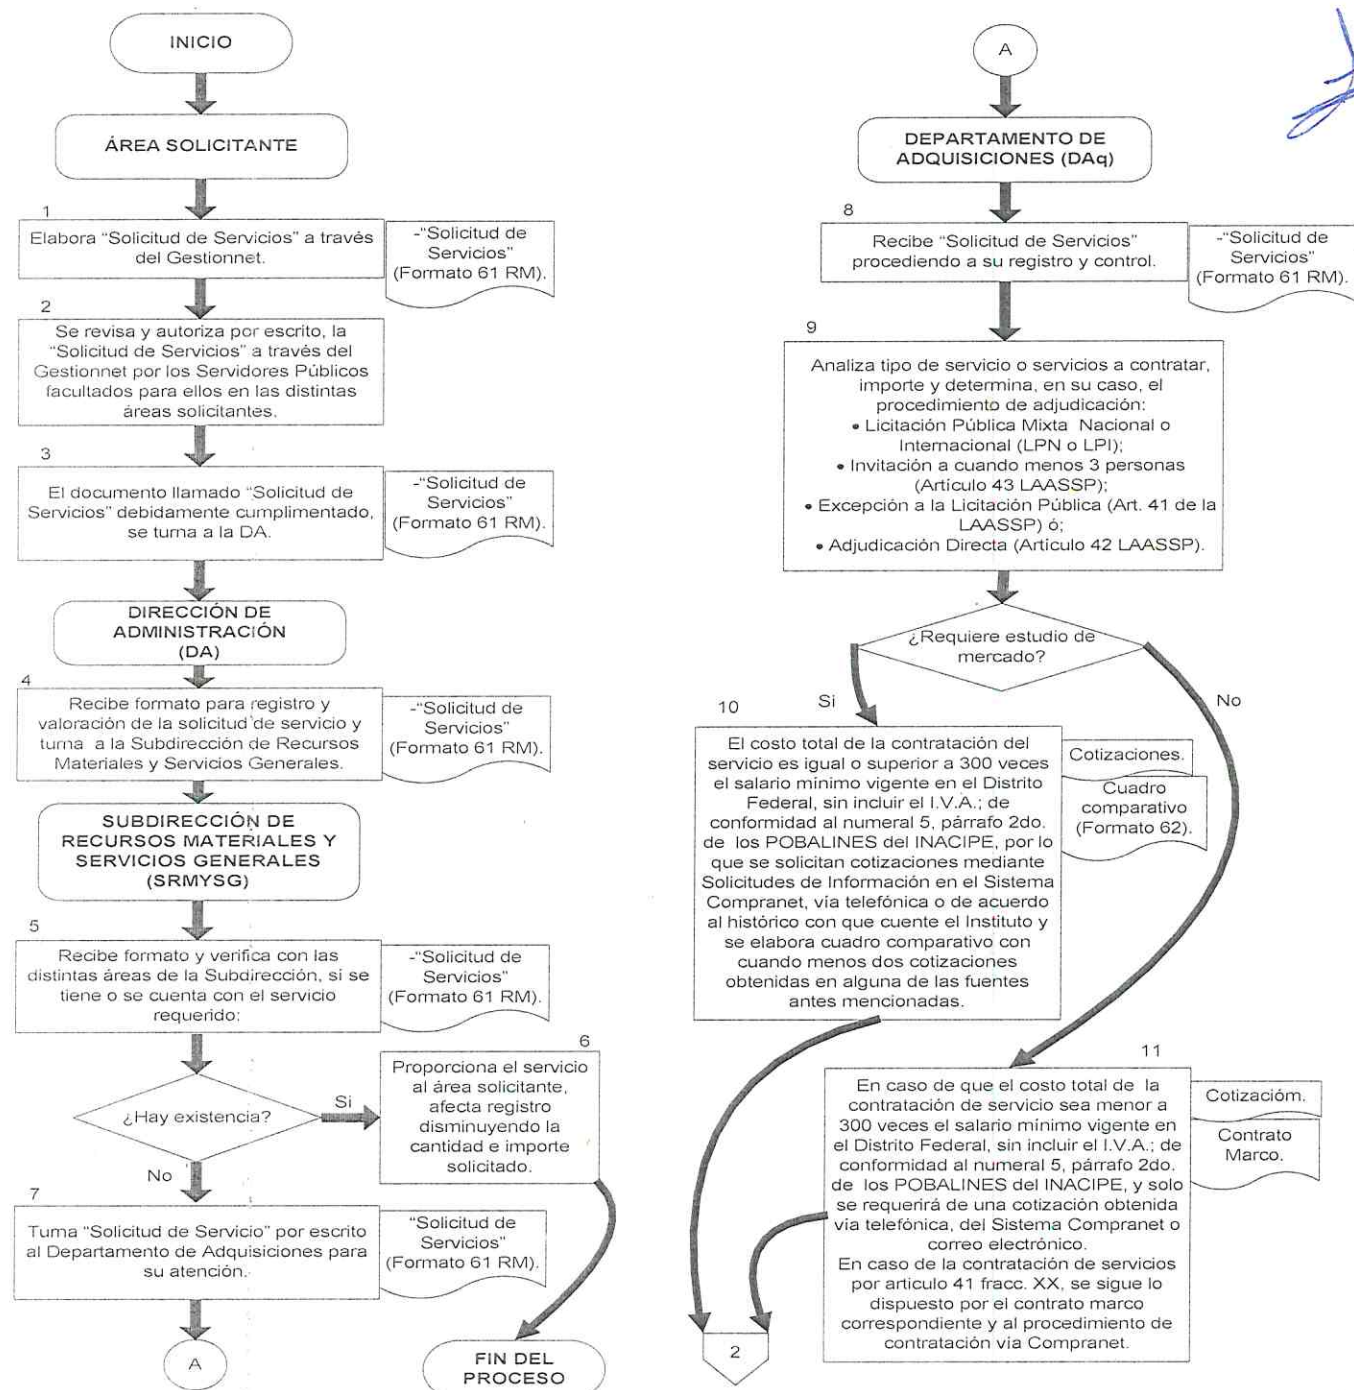 INICIO
ÁREA SOLICITANTE
1
Elabora “Solicitud de Servicios” a través
del Gestionnet.
-“Solicitud de
Servicios”
(Formato 61 RM).
2
Se revisa y autoriza por escrito, la
“Solicitud de Servicios” a través del
Gestionnet por los Servidores Públicos
facultados para ellos en las distintas
áreas solicitantes.
3
El documento llamado “Solicitud de
Servicios” debidamente cumplimentado,
se turna a la DA.
-“Solicitud de
Servicios”
(Formato 61 RM).
DIRECCIÓN DE
ADMINISTRACIÓN
(DA)
4
Recibe formato para registro y
valoración de la solicitud de servicio y
turna a la Subdirección de Recursos
Materiales y Servicios Generales.
-“Solicitud de
Servicios”
(Formato 61 RM).
SUBDIRECCIÓN DE
RECURSOS MATERIALES Y
SERVICIOS GENERALES
(SRMYSG)
5
Recibe formato y verifica con las
distintas áreas de la Subdirección, si se
tiene o se cuenta con el servicio
requerido:
-“Solicitud de
Servicios”
(Formato 61 RM).
¿Hay existencia?
Si
6
Proporciona el servicio
al área solicitante,
afecta registro
disminuyendo la
cantidad e importe
solicitado.
No
7
Turna “Solicitud de Servicio” por escrito
al Departamento de Adquisiciones para
su atención.
“Solicitud de
Servicios”
(Formato 61 RM).
A
FIN DEL
PROCESO
A
DEPARTAMENTO DE
ADQUISICIONES (DAq)
8
Recibe “Solicitud de Servicios”
procediendo a su registro y control.
-“Solicitud de
Servicios”
(Formato 61 RM).
9
Analiza tipo de servicio o servicios a contratar,
importe y determina, en su caso, el
procedimiento de adjudicación:
• Licitación Pública Mixta Nacional o
Internacional (LPN o LPI);
• Invitación a cuando menos 3 personas
(Artículo 43 LAASSP);
• Excepción a la Licitación Pública (Art. 41 de la
LAASSP) ó;
• Adjudicación Directa (Artículo 42 LAASSP).
¿Requiere estudio de
mercado?
Si
No
10
El costo total de la contratación del
servicio es igual o superior a 300 veces
el salario mínimo vigente en el Distrito
Federal, sin incluir el I.V.A.; de
conformidad al numeral 5, párrafo 2do.
de los POBALINES del INACIPE, por lo
que se solicitan cotizaciones mediante
Solicitudes de Información en el Sistema
Compranet, vía telefónica o de acuerdo
al histórico con que cuente el Instituto y
se elabora cuadro comparativo con
cuando menos dos cotizaciones
obtenidas en alguna de las fuentes
antes mencionadas.
Cotizaciones.
Cuadro
comparativo
(Formato 62).
11
En caso de que el costo total de la
contratación de servicio sea menor a
300 veces el salario mínimo vigente en
el Distrito Federal, sin incluir el I.V.A.; de
conformidad al numeral 5, párrafo 2do.
de los POBALINES del INACIPE, y solo
se requerirá de una cotización obtenida
vía telefónica, del Sistema Compranet o
correo electrónico.
En caso de la contratación de servicios
por articulo 41 fracc. XX, se sigue lo
dispuesto por el contrato marco
correspondiente y al procedimiento de
contratación vía Compranet.
Cotizacióm.
Contrato
Marco.
2